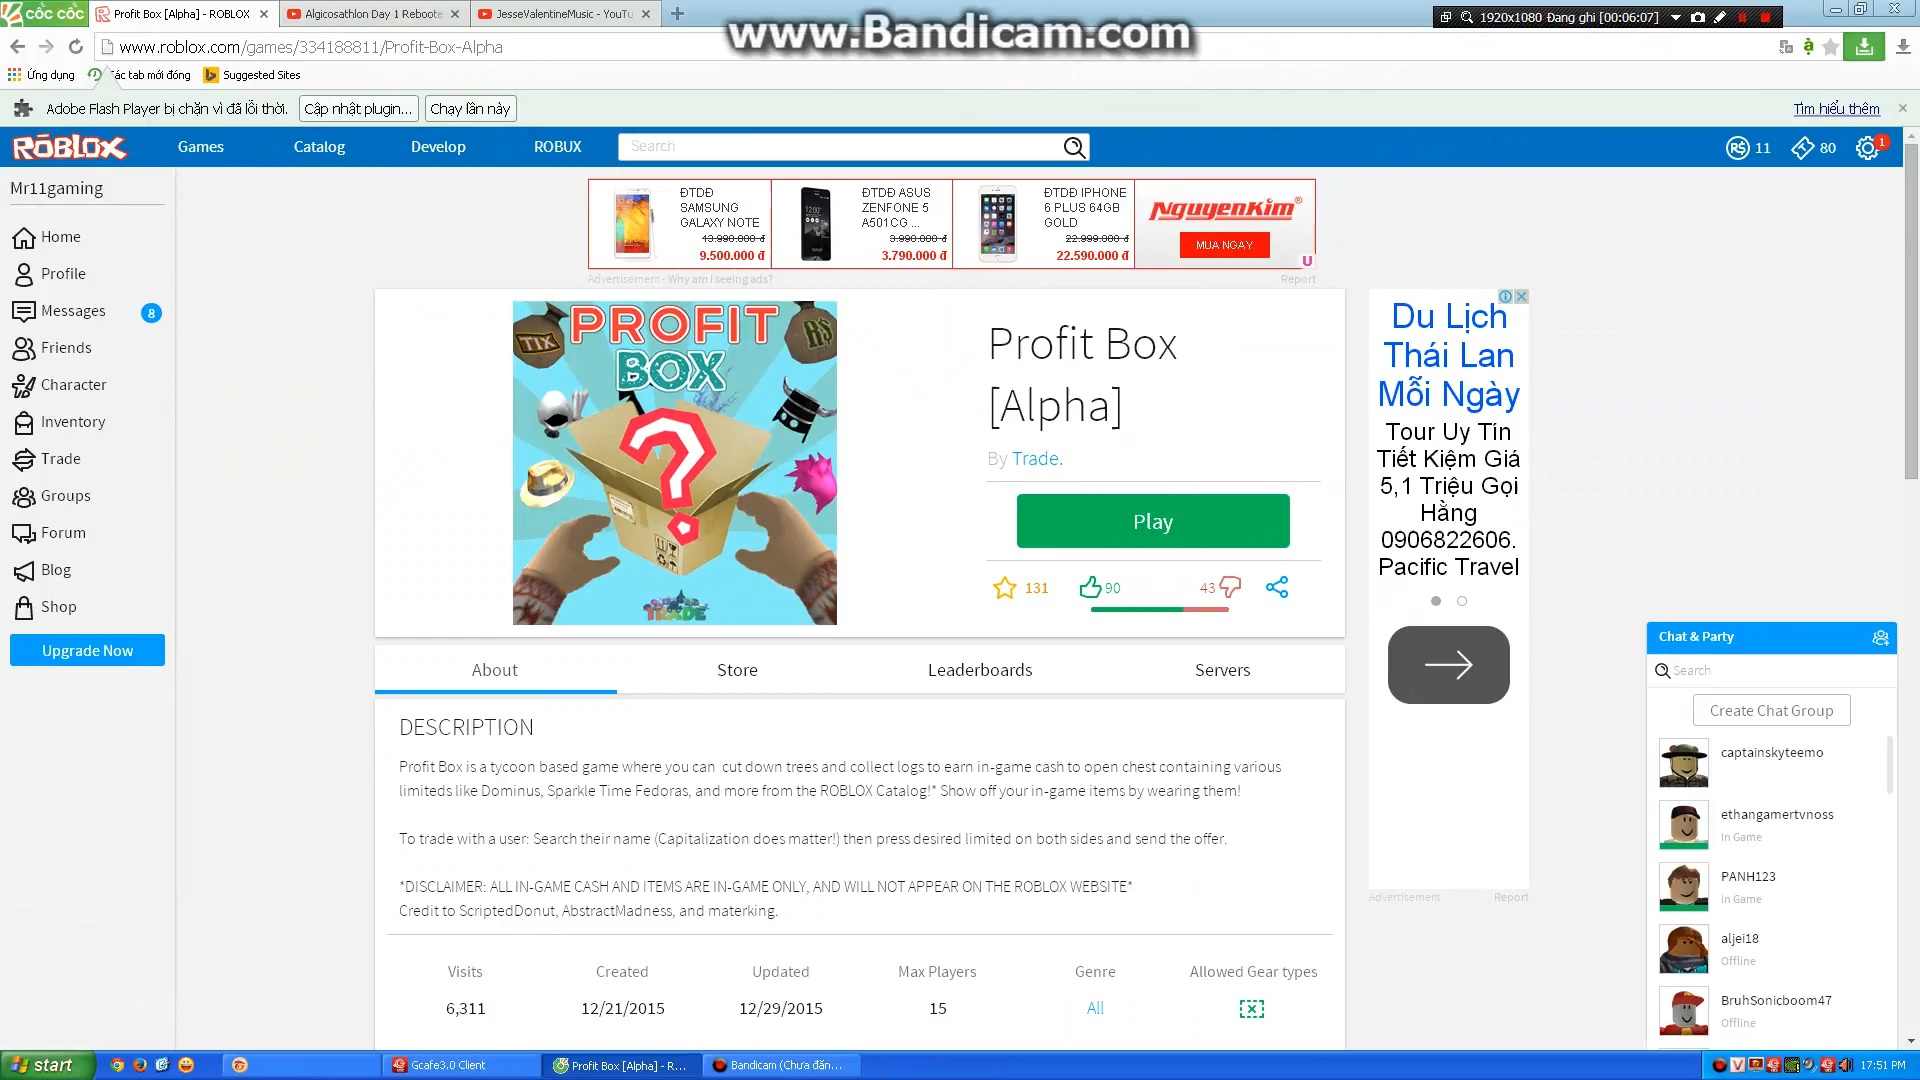 CỐC CỐC
Profit Box [Alpha] - ROBLOX
Algicosathlon Day 1 Reboote
JesseValentineMusic - YouTu
1920x1080 Đang ghi [00:06:07]
www.Bandicam.com
www.roblox.com/games/334188811/Profit-Box-Alpha
Ứng dụng
Các tab mới đóng
Suggested Sites
Adobe Flash Player bị chặn vì đã lỗi thời.
Cập nhật plugin...
Chạy lần này
Tìm hiểu thêm
ROBLOX
Games
Catalog
Develop
ROBUX
Search
R$ 11
80
1
Mr11gaming
Home
Profile
Messages
8
Friends
Character
Inventory
Trade
Groups
Forum
Blog
Shop
Upgrade Now
ĐTDĐ
SAMSUNG
GALAXY NOTE
13.990.000 đ
9.500.000 đ
ĐTDĐ ASUS
ZENFONE 5
A501CG ...
3.990.000 đ
3.790.000 đ
ĐTDĐ IPHONE
6 PLUS 64GB
GOLD
22.999.000 đ
22.590.000 đ
NGUYENKIM
MUA NGAY
U
Advertisement - Why am I seeing ads?
Report
PROFIT
BOX
TIX
R$
?
TRADE
Profit Box
[Alpha]
By Trade.
Play
131
90
43
About
Store
Leaderboards
Servers
DESCRIPTION
Profit Box is a tycoon based game where you can  cut down trees and collect logs to earn in-game cash to open chest containing various
limiteds like Dominus, Sparkle Time Fedoras, and more from the ROBLOX Catalog!* Show off your in-game items by wearing them!
To trade with a user: Search their name (Capitalization does matter!) then press desired limited on both sides and send the offer.
*DISCLAIMER: ALL IN-GAME CASH AND ITEMS ARE IN-GAME ONLY, AND WILL NOT APPEAR ON THE ROBLOX WEBSITE*
Credit to ScriptedDonut, AbstractMadness, and materking.
Visits
Created
Updated
Max Players
Genre
Allowed Gear types
6,311
12/21/2015
12/29/2015
15
All
Du Lịch
Thái Lan
Mỗi Ngày
Tour Uy Tín
Tiết Kiệm Giá
5,1 Triệu Gọi
Hằng
0906822606.
Pacific Travel
Advertisement
Report
Chat & Party
Search
Create Chat Group
captainskyteemo
ethangamertvnoss
In Game
PANH123
In Game
aljei18
Offline
BruhSonicboom47
Offline
start
Gcafe3.0 Client
Profit Box [Alpha] - R...
Bandicam (Chưa đăn...
17:51 PM